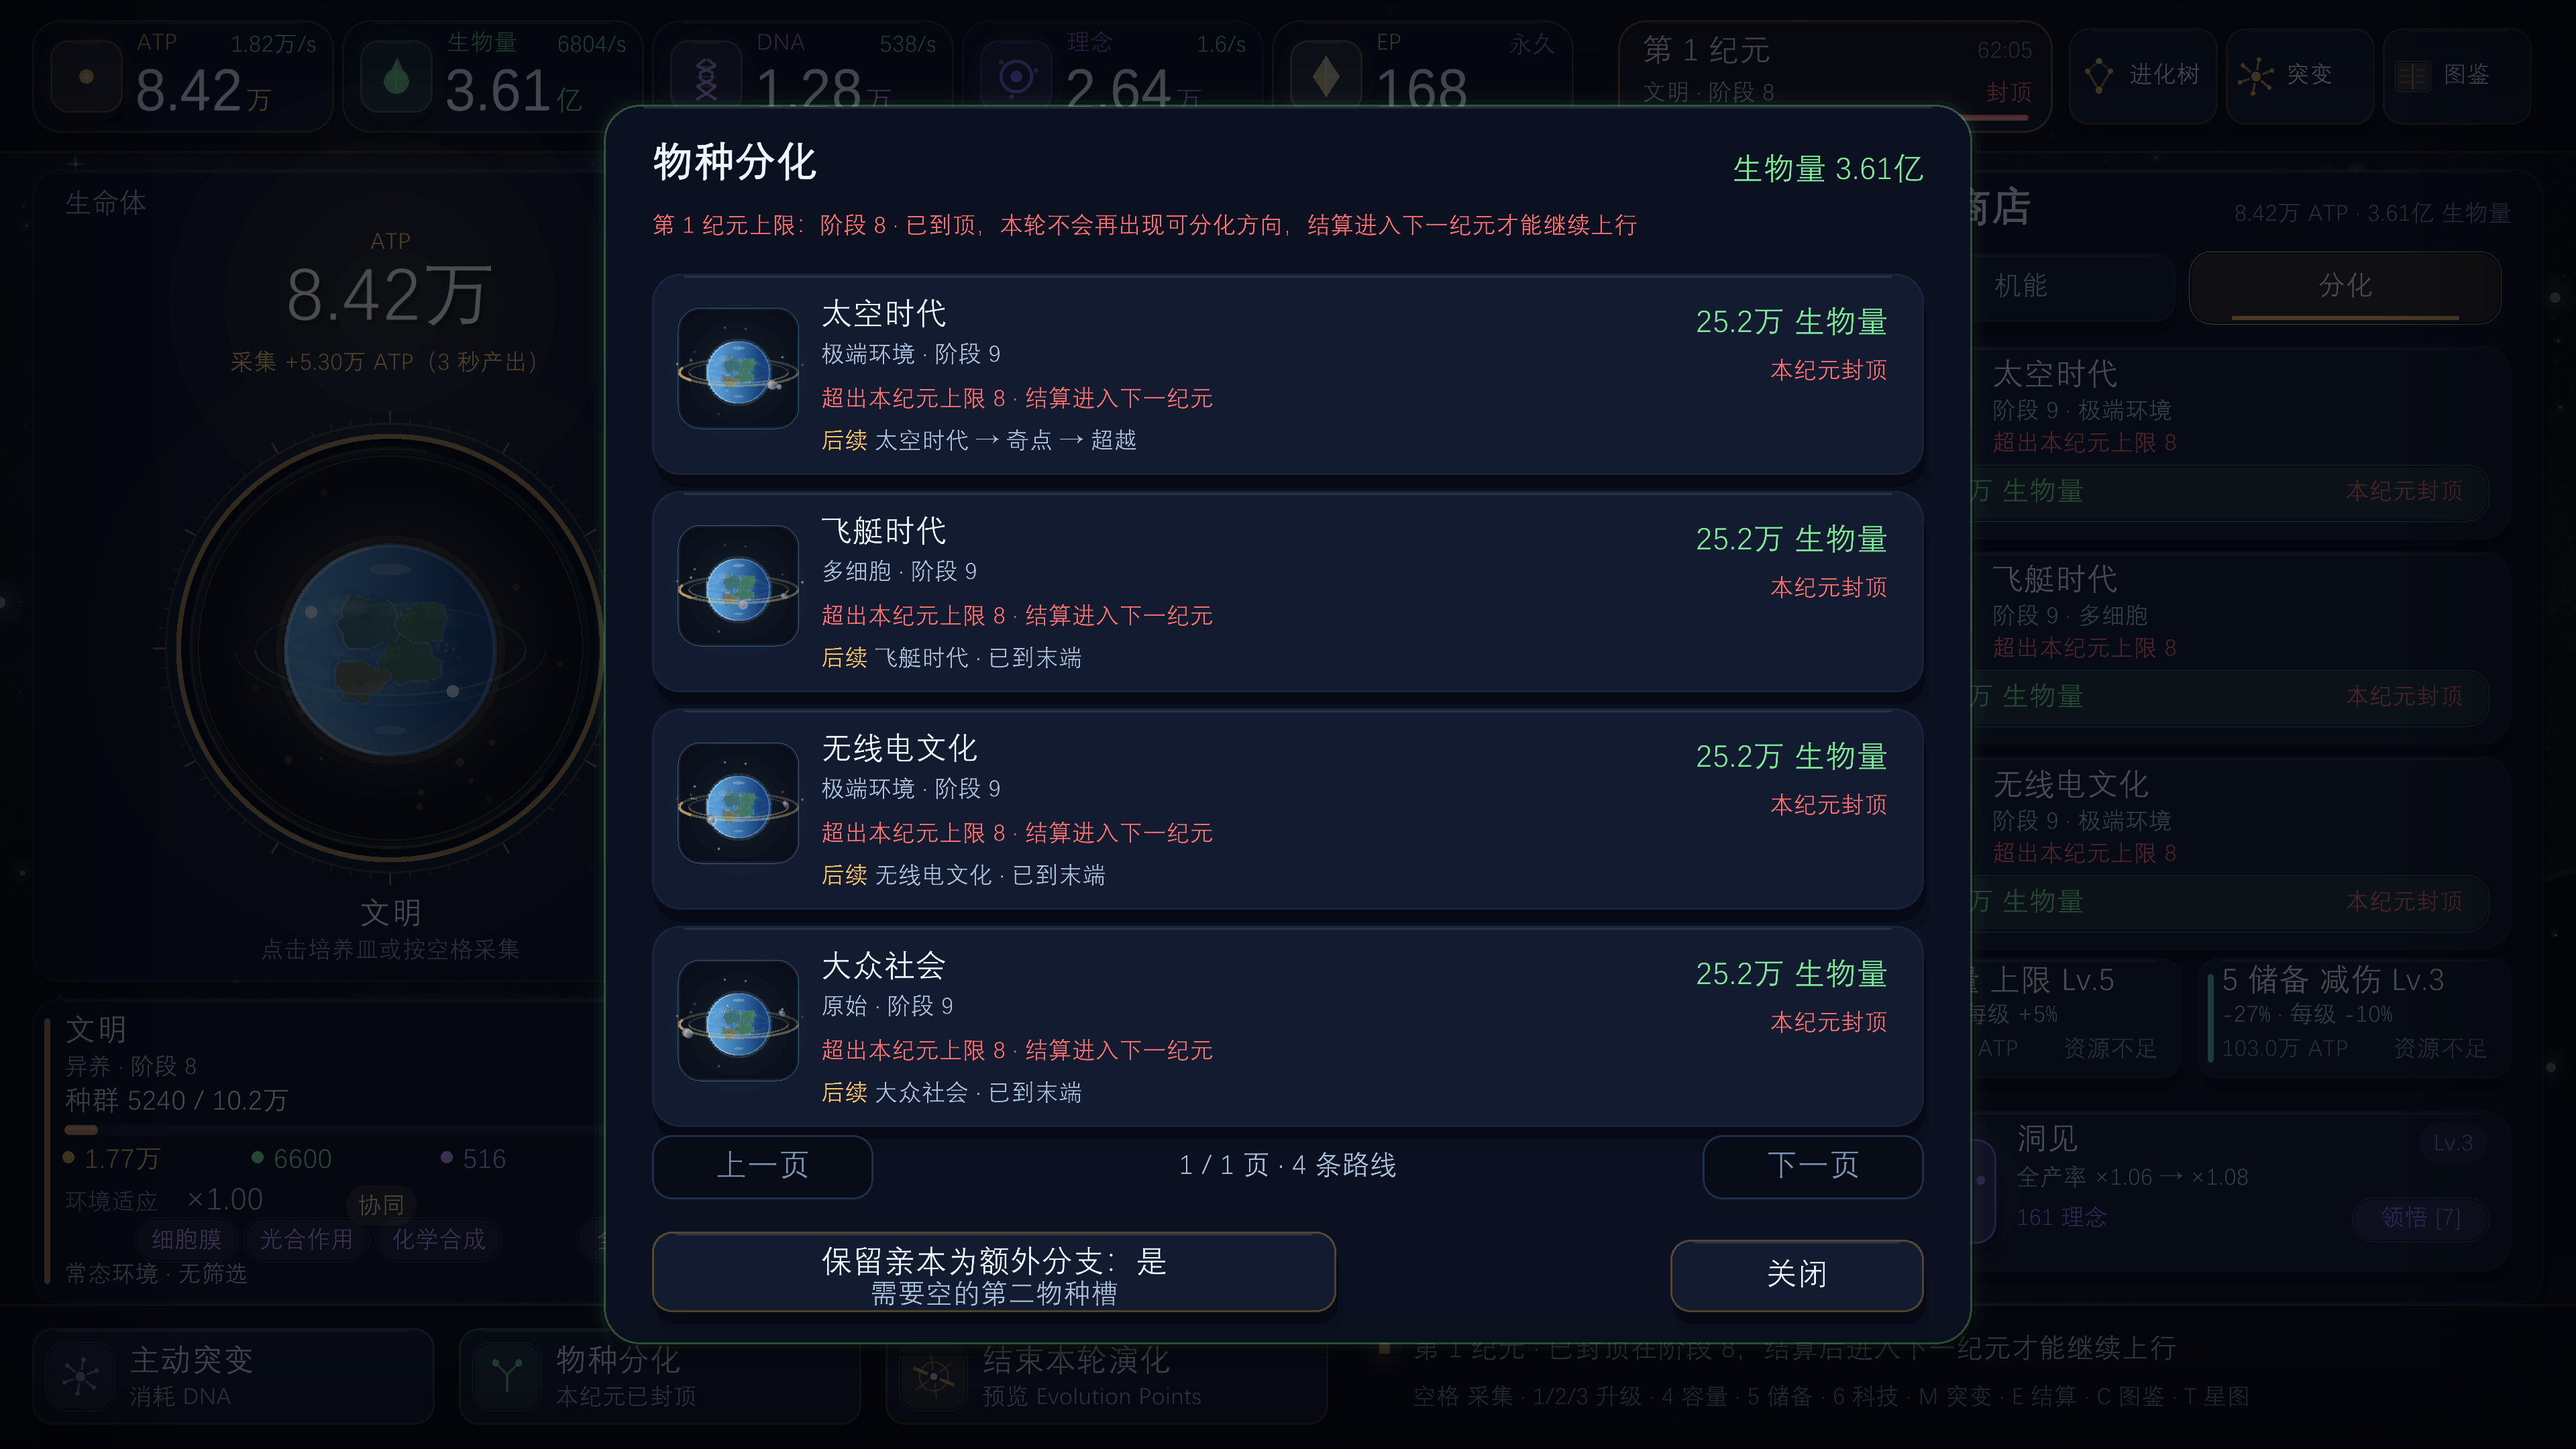 ATP 1.82万/s
8.42万
生物量 6804/s
3.61亿
DNA 538/s
1.28万
理念 1.6/s
2.64万
EP 永久
168
第 1 纪元 62:05
文明 · 阶段 8 封顶
进化树
突变
图鉴
生命体
ATP
8.42万
采集 +5.30万 ATP（3 秒产出）
文明
点击培养皿或按空格采集
文明
异养 · 阶段 8
种群 5240 / 10.2万
1.77万 6600 516
环境适应 ×1.00 协同
细胞膜 光合作用 化学合成
常态环境 · 无筛选
物种分化 生物量 3.61亿
第 1 纪元上限：阶段 8 · 已到顶，本轮不会再出现可分化方向，结算进入下一纪元才能继续上行
太空时代 25.2万 生物量
极端环境 · 阶段 9 本纪元封顶
超出本纪元上限 8 · 结算进入下一纪元
后续 太空时代 → 奇点 → 超越
飞艇时代 25.2万 生物量
多细胞 · 阶段 9 本纪元封顶
超出本纪元上限 8 · 结算进入下一纪元
后续 飞艇时代 · 已到末端
无线电文化 25.2万 生物量
极端环境 · 阶段 9 本纪元封顶
超出本纪元上限 8 · 结算进入下一纪元
后续 无线电文化 · 已到末端
大众社会 25.2万 生物量
原始 · 阶段 9 本纪元封顶
超出本纪元上限 8 · 结算进入下一纪元
后续 大众社会 · 已到末端
上一页 1 / 1 页 · 4 条路线 下一页
保留亲本为额外分支：是
需要空的第二物种槽
关闭
商店 8.42万 ATP · 3.61亿 生物量
机能 分化
太空时代
阶段 9 · 极端环境
超出本纪元上限 8
万 生物量 本纪元封顶
飞艇时代
阶段 9 · 多细胞
超出本纪元上限 8
万 生物量 本纪元封顶
无线电文化
阶段 9 · 极端环境
超出本纪元上限 8
万 生物量 本纪元封顶
量 上限 Lv.5
每级 +5%
ATP 资源不足
5 储备 减伤 Lv.3
-27% · 每级 -10%
103.0万 ATP 资源不足
洞见 Lv.3
全产率 ×1.06 → ×1.08
161 理念 领悟 [7]
主动突变
消耗 DNA
物种分化
本纪元已封顶
结束本轮演化
预览 Evolution Points
第 1 纪元 · 已封顶在阶段 8，结算后进入下一纪元才能继续上行
空格 采集 · 1/2/3 升级 · 4 容量 · 5 储备 · 6 科技 · M 突变 · E 结算 · C 图鉴 · T 星图